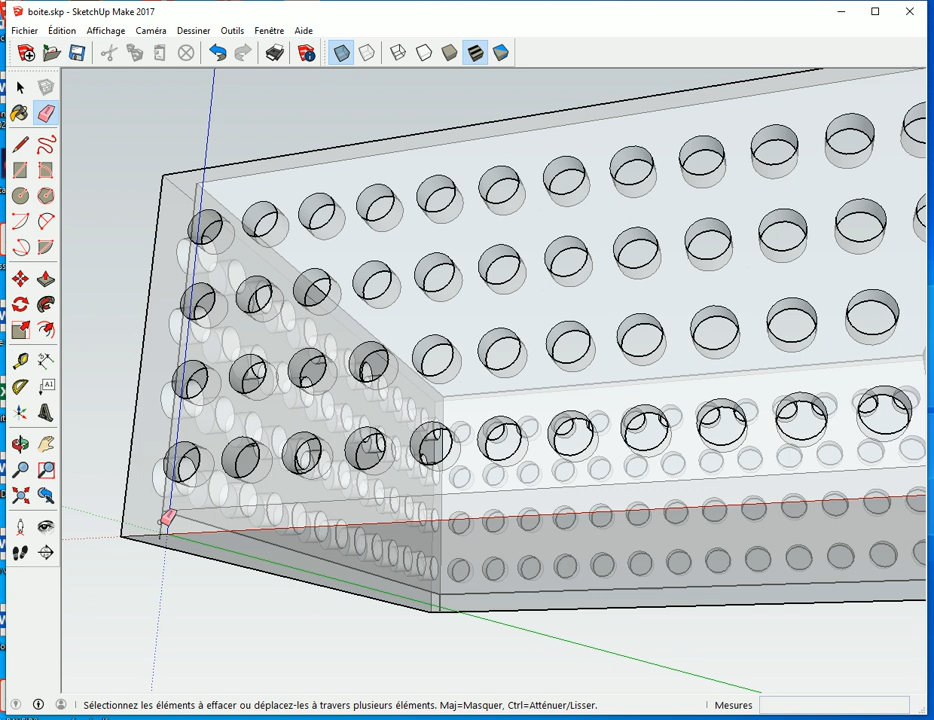 boite.skp - SketchUp Make 2017
Fichier Édition Affichage Caméra Dessiner Outils Fenêtre Aide
A1
Sélectionnez les éléments à effacer ou déplacez-les à travers plusieurs éléments. Maj=Masquer, Ctrl=Atténuer/Lisser.
Mesures